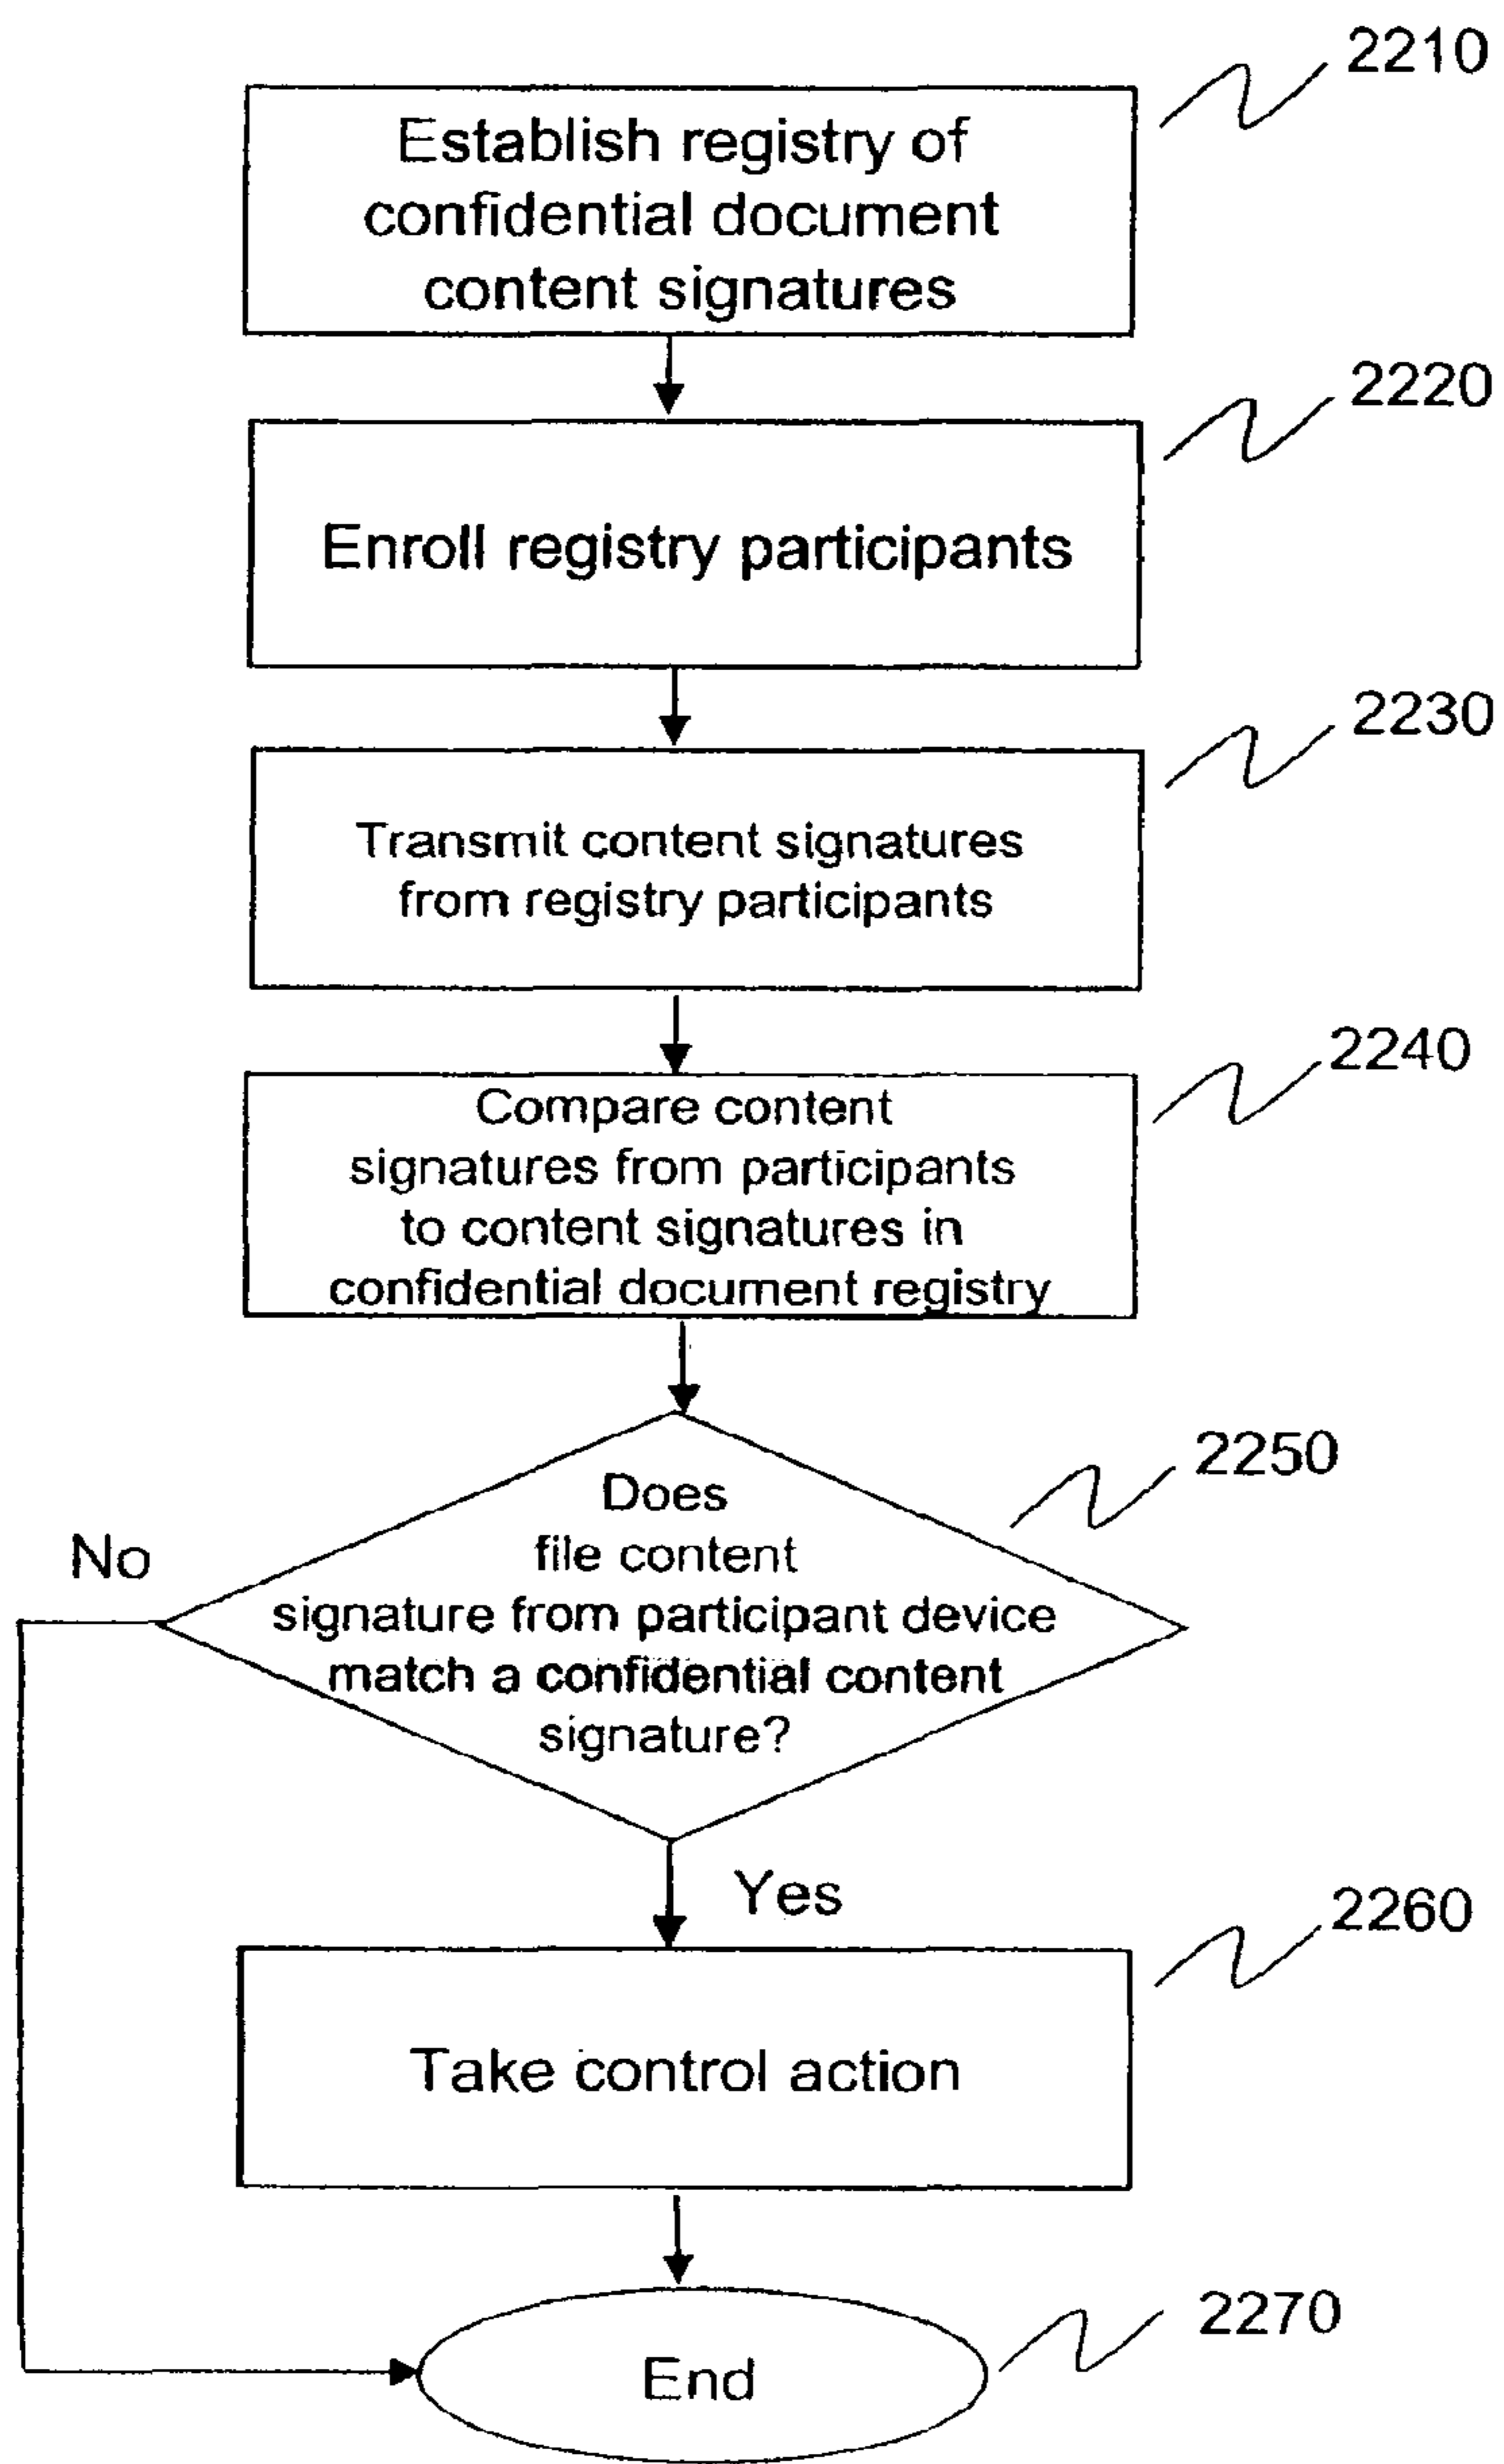 2210
Establish registry of
confidential document
content signatures
2220
Enroll registry participants
2230
Transmit content signatures
from registry participants
2240
Compare content
signatures from participants
to content signatures in
confidential document registry
2250
Does
file content
signature from participant device
match a confidential content
signature?
No
Yes
2260
Take control action
2270
End